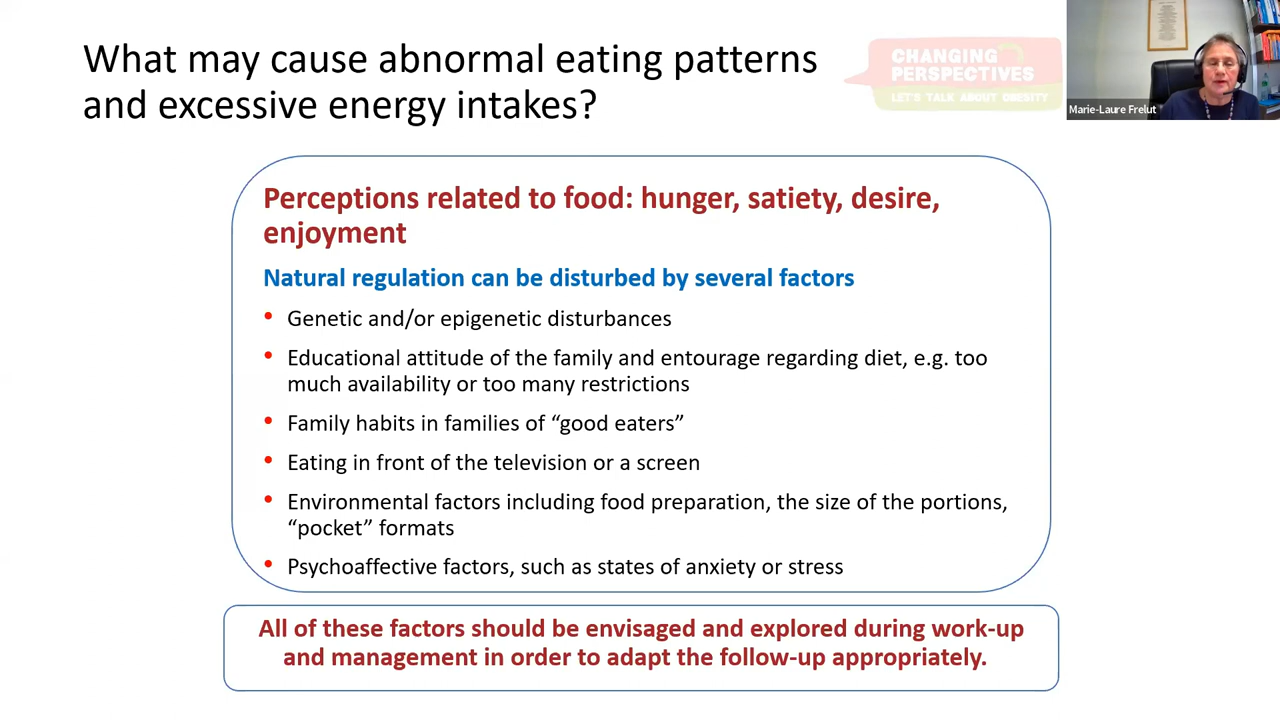 What may cause abnormal eating patterns
and excessive energy intakes?
CHANGING
PERSPECTIVES
LET'S TALK ABOUT OBESITY
Marie-Laure Frelut
Perceptions related to food: hunger, satiety, desire,
enjoyment
Natural regulation can be disturbed by several factors
• Genetic and/or epigenetic disturbances
• Educational attitude of the family and entourage regarding diet, e.g. too
much availability or too many restrictions
• Family habits in families of “good eaters”
• Eating in front of the television or a screen
• Environmental factors including food preparation, the size of the portions,
“pocket” formats
• Psychoaffective factors, such as states of anxiety or stress
All of these factors should be envisaged and explored during work-up
and management in order to adapt the follow-up appropriately.